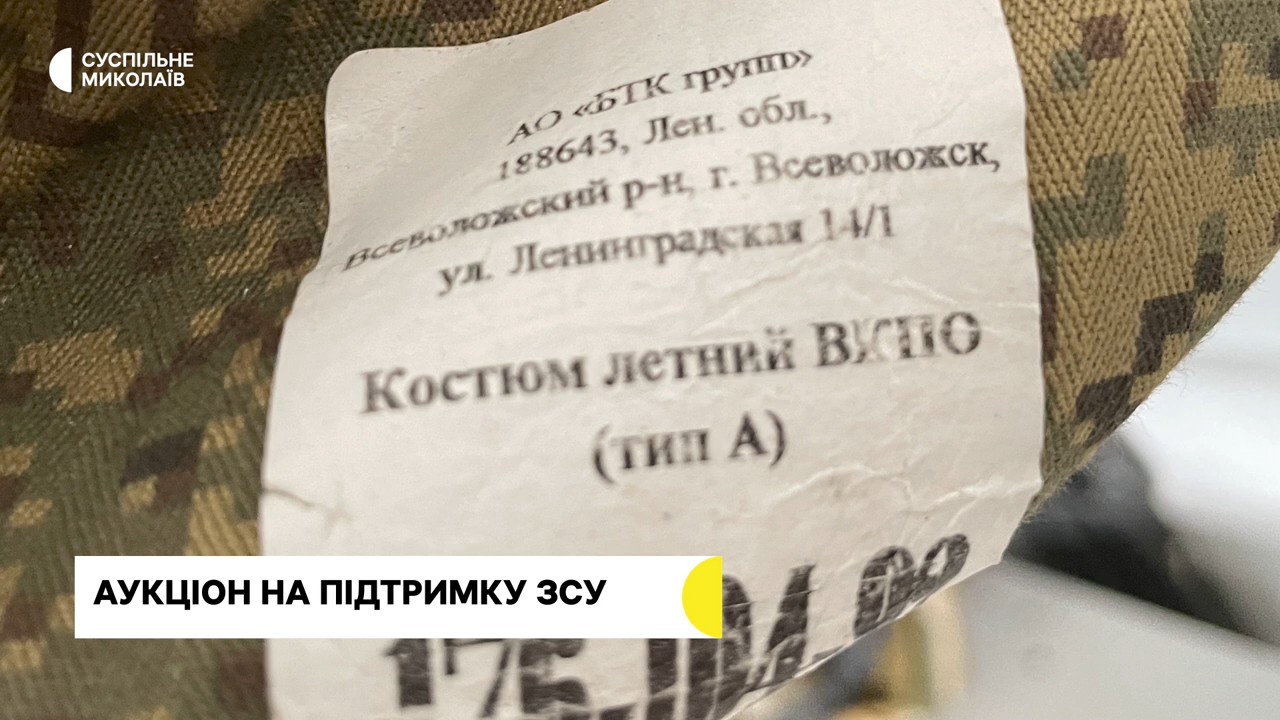 СУСПІЛЬНЕ
МИКОЛАЇВ
АО «БТК групп»
188643, Лен. обл.,
Всеволожский р-н, г. Всеволожск,
ул. Ленинградская 14/1
Костюм летний ВКПО
(тип А)
АУКЦІОН НА ПІДТРИМКУ ЗСУ